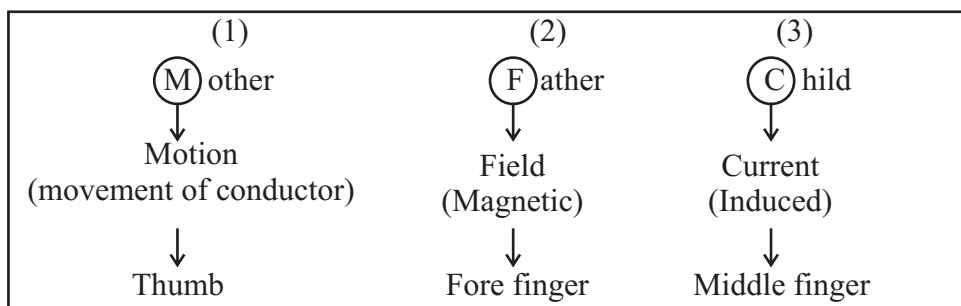 (1) (2) (3)
M other F ather C hild
Motion Field Current
(movement of conductor) (Magnetic) (Induced)
Thumb Fore finger Middle finger